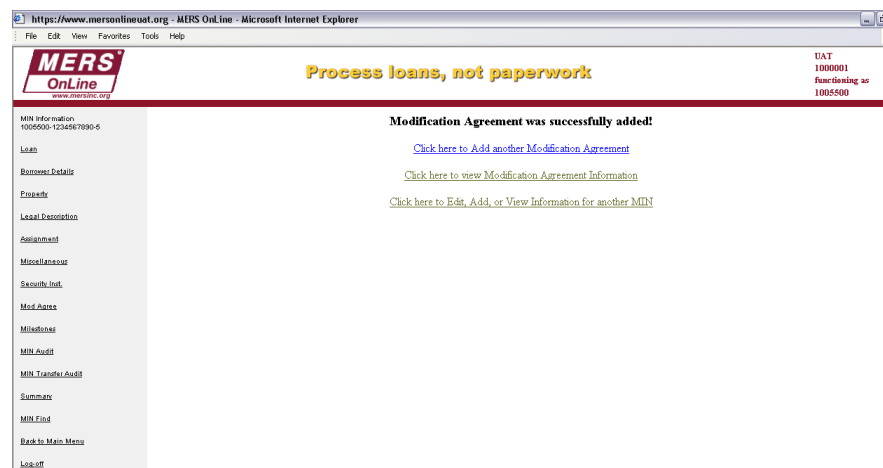 https://www.mersonlineuat.org - MERS OnLine - Microsoft Internet Explorer
File Edit View Favorites Tools Help
MERS
OnLine
www.mersinc.org
Process loans, not paperwork
UAT
1000001
functioning as
1005500
MIN Information
1005500-1234567890-5
Loan
Borrower Details
Property
Legal Description
Assignment
Miscellaneous
Security Inst.
Mod Agree
Milestones
MIN Audit
MIN Transfer Audit
Summary
MIN Find
Back to Main Menu
Log-off
Modification Agreement was successfully added!
Click here to Add another Modification Agreement
Click here to view Modification Agreement Information
Click here to Edit, Add, or View Information for another MIN